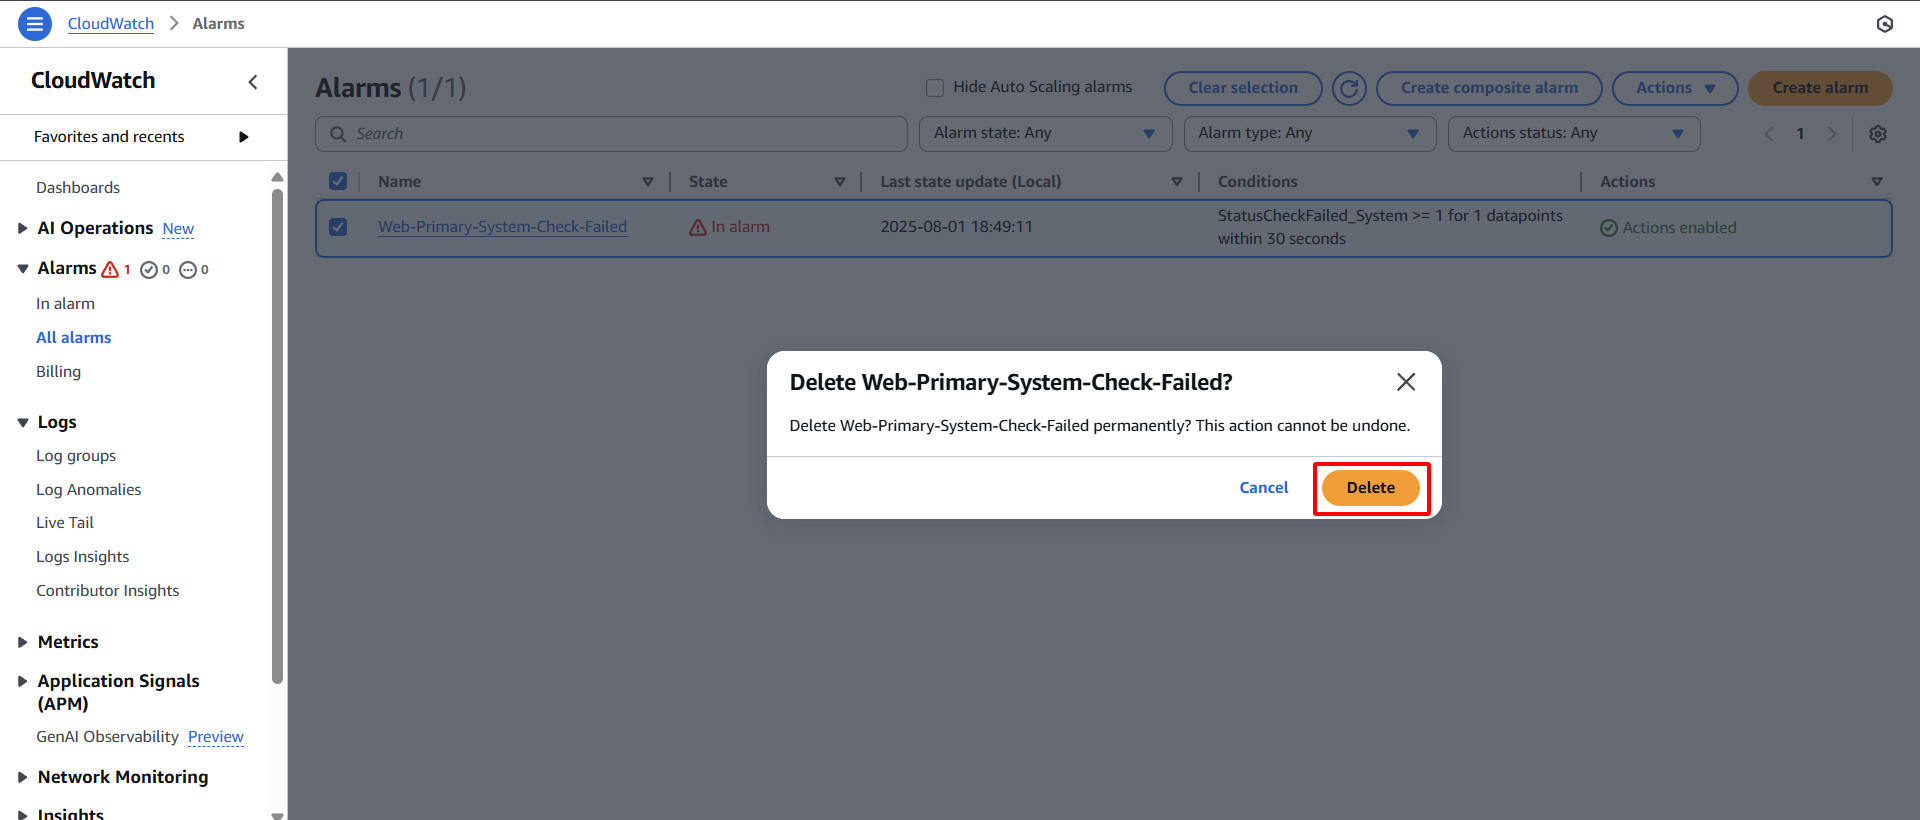 CloudWatch > Alarms
CloudWatch
Favorites and recents
Dashboards
AI Operations New
Alarms 1 0 0
In alarm
All alarms
Billing
Logs
Log groups
Log Anomalies
Live Tail
Logs Insights
Contributor Insights
Metrics
Application Signals
(APM)
GenAI Observability Preview
Network Monitoring
Insights
Alarms (1/1)
Hide Auto Scaling alarms
Clear selection
Create composite alarm
Actions
Create alarm
Search
Alarm state: Any
Alarm type: Any
Actions status: Any
1
Name State Last state update (Local) Conditions Actions
Web-Primary-System-Check-Failed In alarm 2025-08-01 18:49:11
StatusCheckFailed_System >= 1 for 1 datapoints
within 30 seconds
Actions enabled
Delete Web-Primary-System-Check-Failed?
Delete Web-Primary-System-Check-Failed permanently? This action cannot be undone.
Cancel
Delete